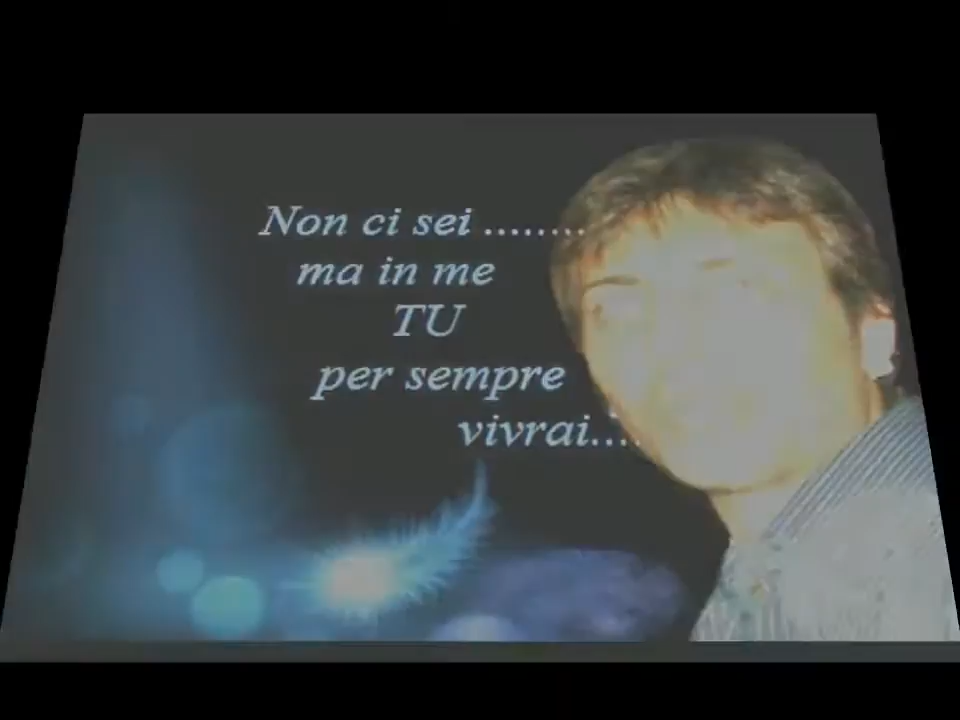 Non ci sei ........
ma in me
TU
per sempre
vivrai....